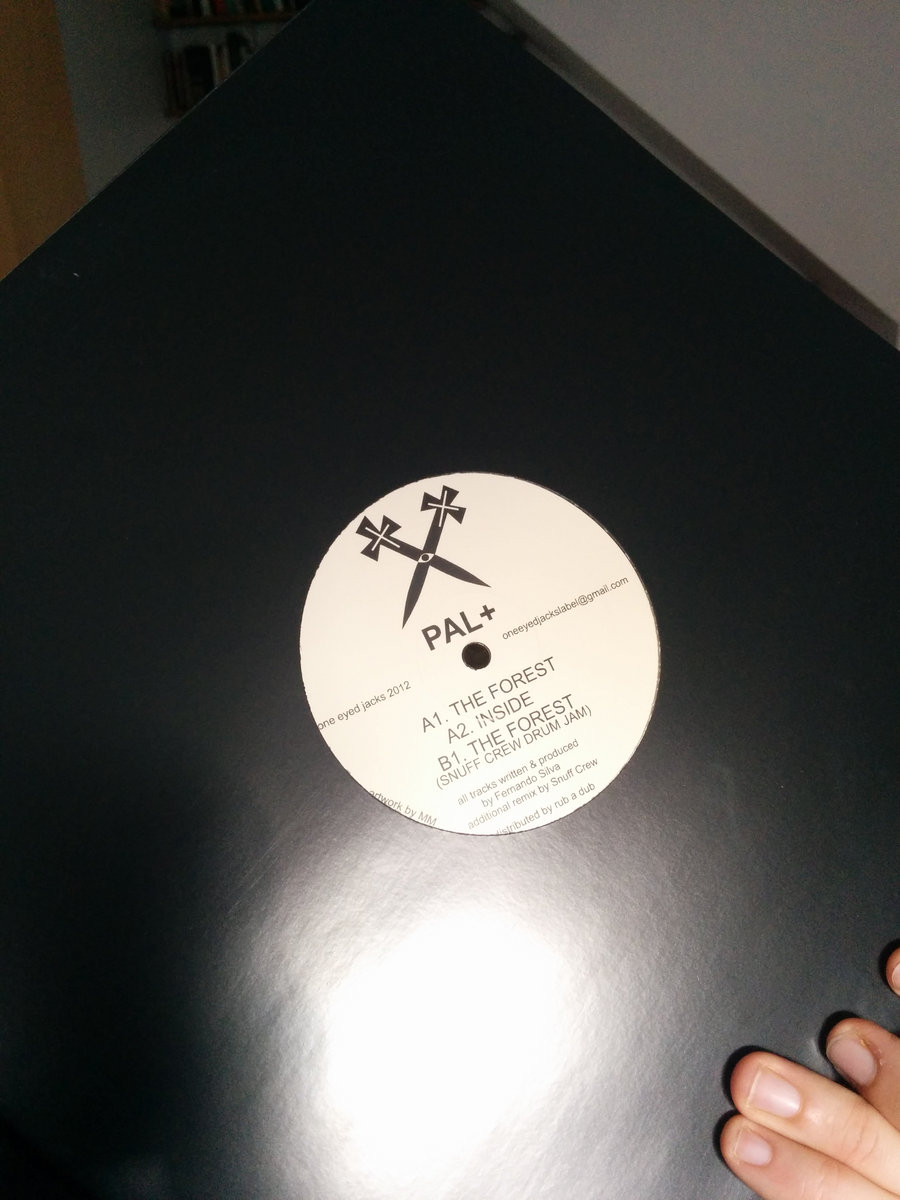 PAL+
oneeyedjackslabel@gmail.com
one eyed jacks 2012
A1. THE FOREST
A2. INSIDE
B1. THE FOREST
(SNUFF CREW DRUM JAM)
all tracks written & produced
by Fernando Silva
additional remix by Snuff Crew
distributed by rub a dub
artwork by MM